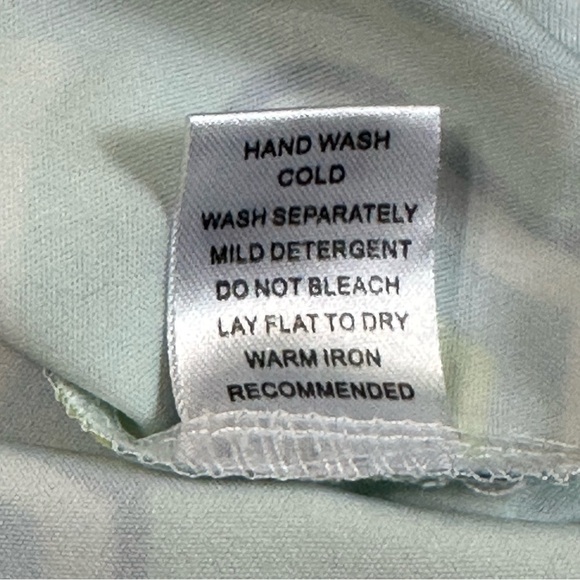 HAND WASH
COLD
WASH SEPARATELY
MILD DETERGENT
DO NOT BLEACH
LAY FLAT TO DRY
WARM IRON
RECOMMENDED